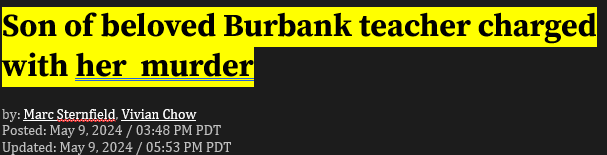 Son of beloved Burbank teacher charged
with her  murder
by: Marc Sternfield, Vivian Chow
Posted: May 9, 2024 / 03:48 PM PDT
Updated: May 9, 2024 / 05:53 PM PDT